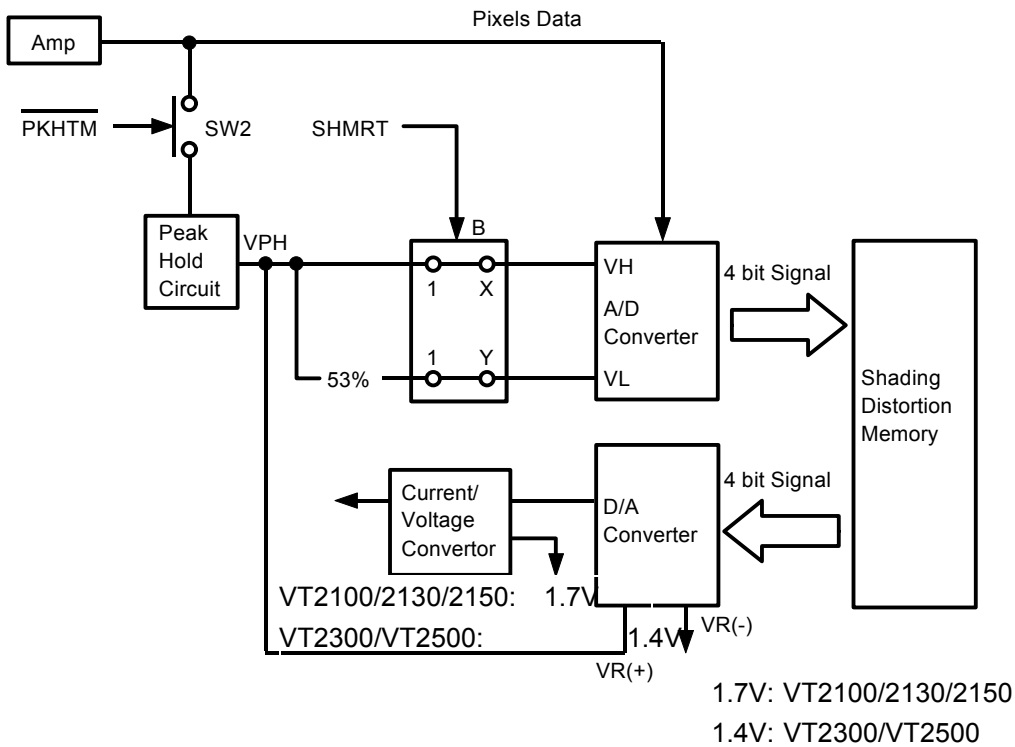 Pixels Data
Amp
PKHTM
SW2
SHMRT
Peak
Hold
Circuit
VPH
B
1
X
1
Y
53%
VH
A/D
Converter
VL
4 bit Signal
Shading
Distortion
Memory
4 bit Signal
Current/
Voltage
Convertor
D/A
Converter
VT2100/2130/2150: 1.7V
VT2300/VT2500: 1.4V
VR(-)
VR(+)
1.7V: VT2100/2130/2150
1.4V: VT2300/VT2500